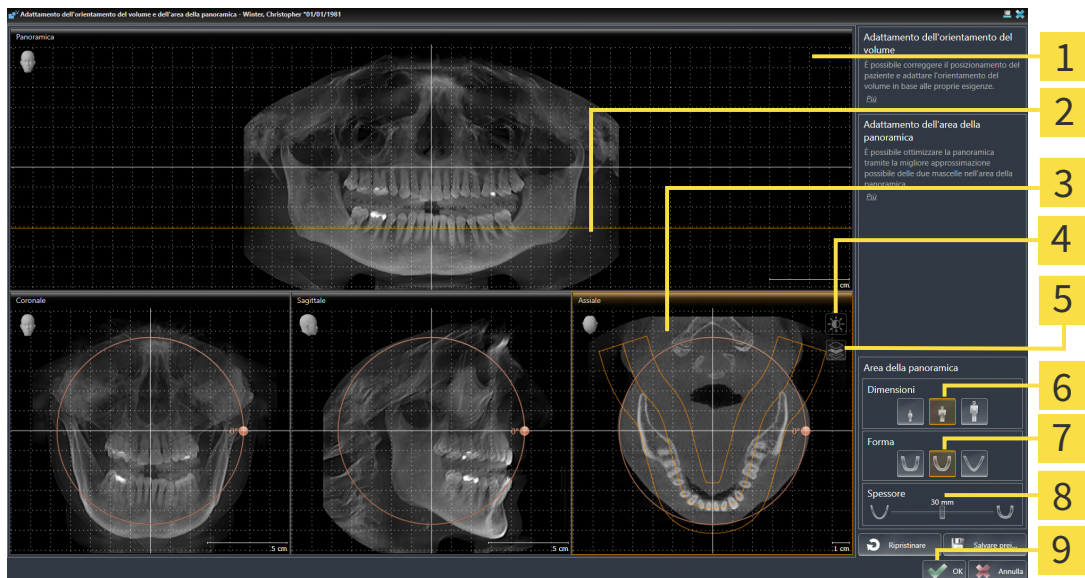 Adattamento dell'orientamento del volume e dell'area della panoramica - Winter, Christopher *01/01/1981
Panoramica
cm
Coronale
0°
.5 cm
Sagittale
0°
.5 cm
Assiale
0°
1 cm
Adattamento dell'orientamento del
volume
È possibile correggere il posizionamento del
paziente e adattare l'orientamento del
volume in base alle proprie esigenze.
Più
Adattamento dell'area della
panoramica
È possibile ottimizzare la panoramica
tramite la migliore approssimazione
possibile delle due mascelle nell'area della
panoramica.
Più
Area della panoramica
Dimensioni
Forma
Spessore
30 mm
Ripristinare
Salvare prei...
OK
Annulla
1
2
3
4
5
6
7
8
9